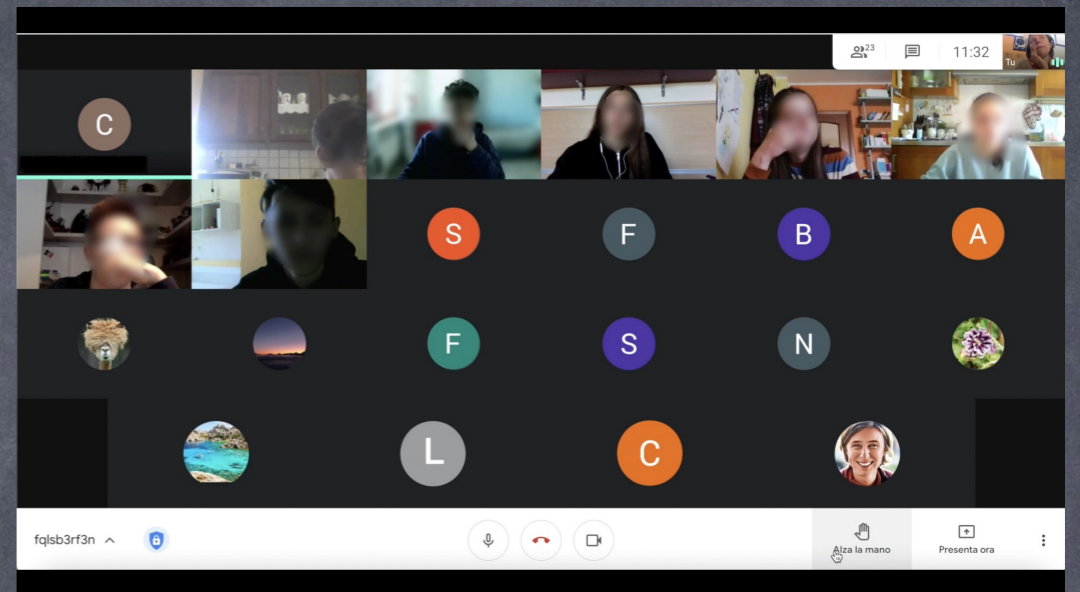 23
11:32
Tu
C
S
F
B
A
F
S
N
L
C
fqlsb3rf3n
Alza la mano
Presenta ora